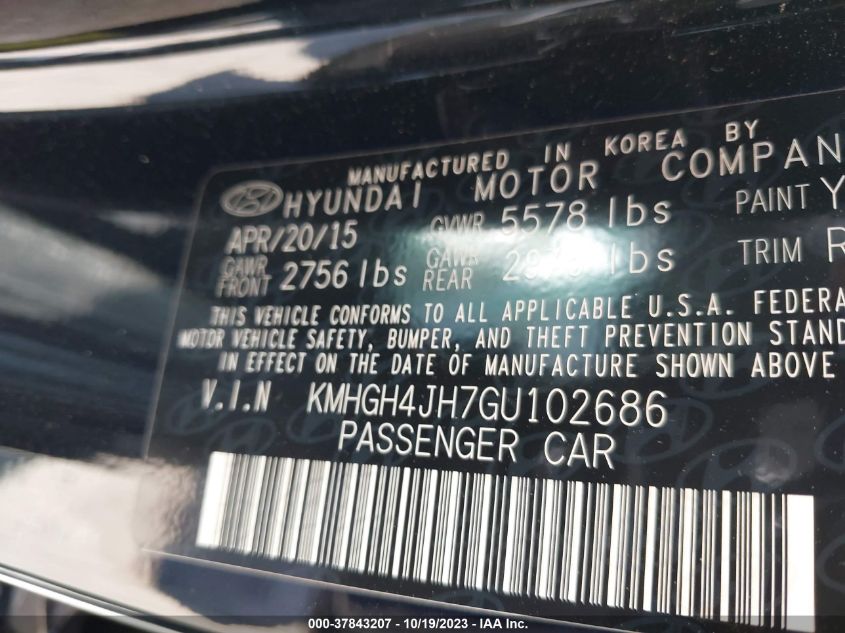 MANUFACTURED IN KOREA BY
HYUNDAI MOTOR COMPAN
APR/20/15 GVWR 5578 lbs PAINT Y
GAWR FRONT 2756 lbs GAWR REAR lbs TRIM R
THIS VEHICLE CONFORMS TO ALL APPLICABLE U.S.A. FEDERA
MOTOR VEHICLE SAFETY, BUMPER, AND THEFT PREVENTION STAND
IN EFFECT ON THE DATE OF MANUFACTURE SHOWN ABOVE
V.I.N KMHGH4JH7GU102686
PASSENGER CAR
000-37843207 - 10/19/2023 - IAA Inc.